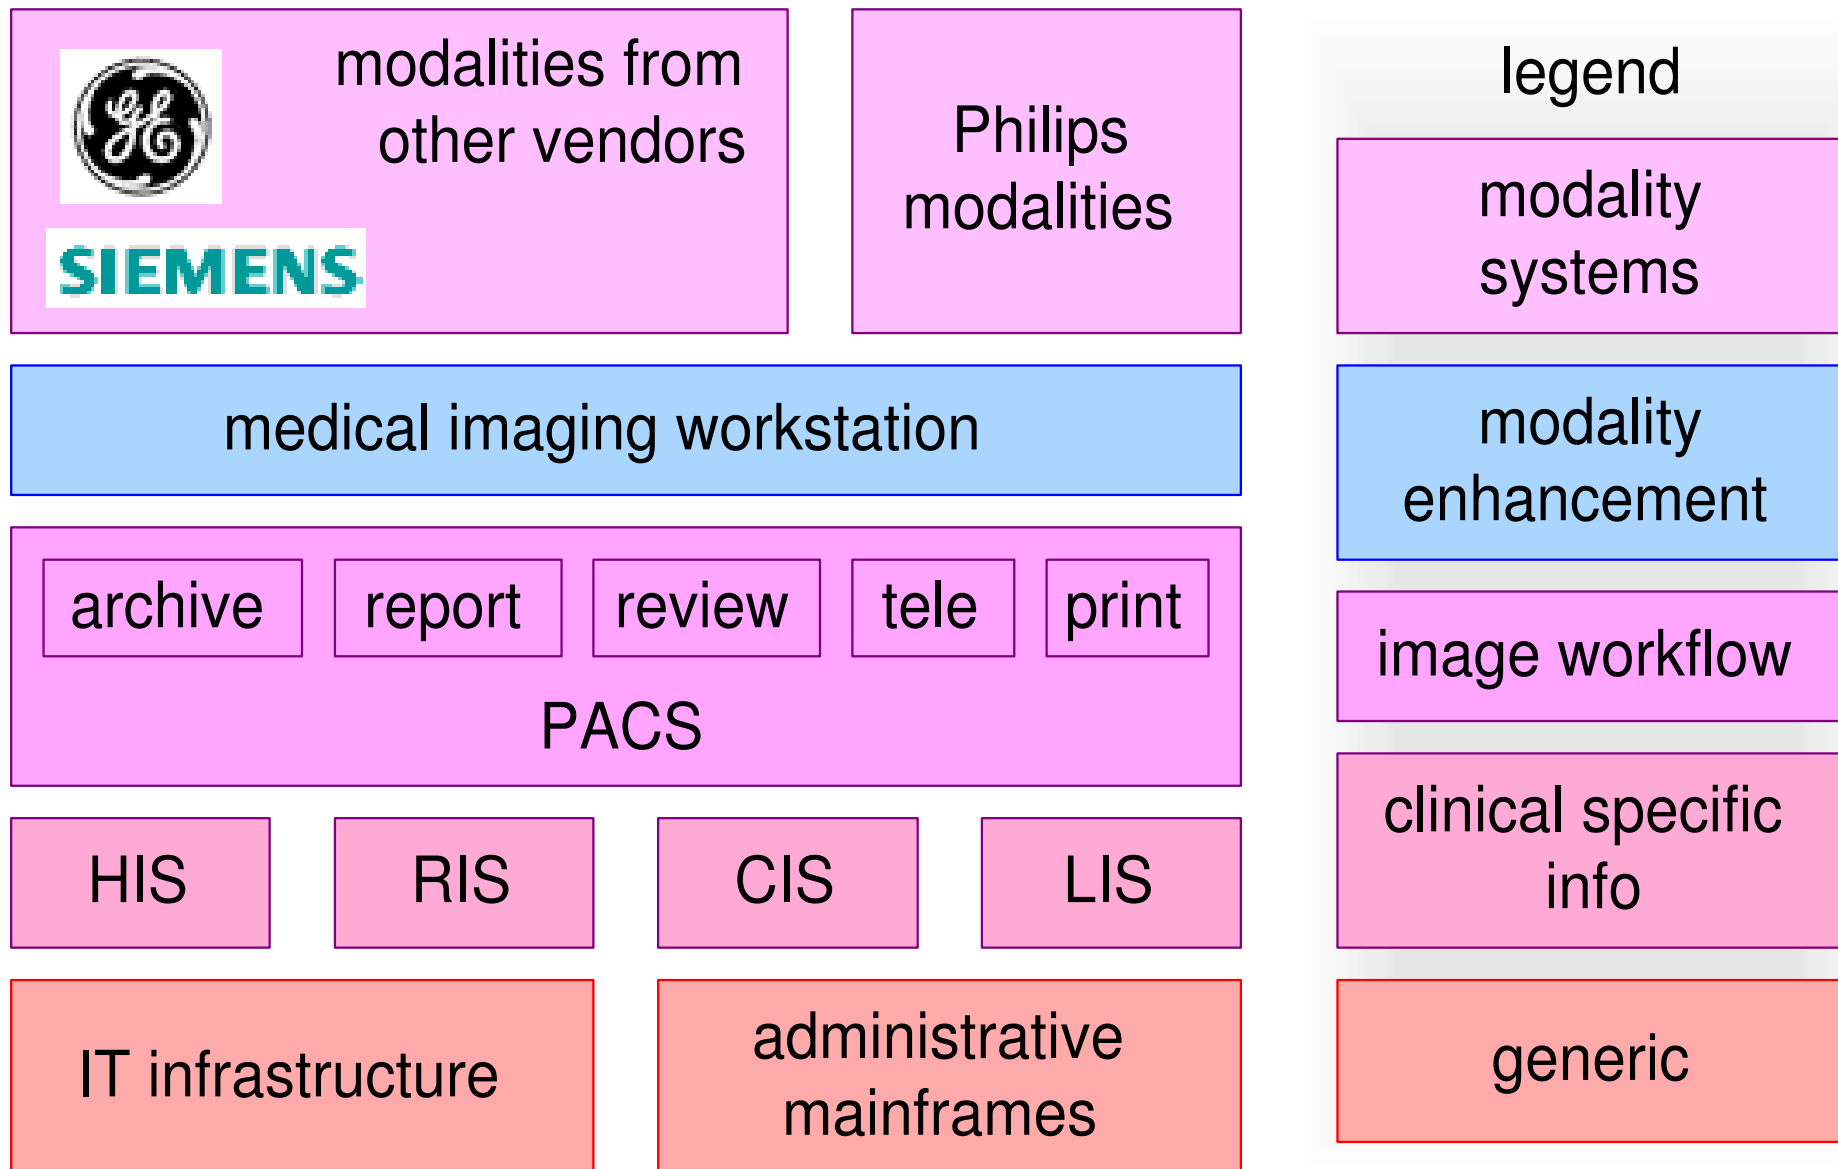 modalities from
other vendors
GE
SIEMENS
Philips
modalities
medical imaging workstation
archive
report
review
tele
print
PACS
HIS
RIS
CIS
LIS
IT infrastructure
administrative
mainframes
legend
modality
systems
modality
enhancement
image workflow
clinical specific
info
generic